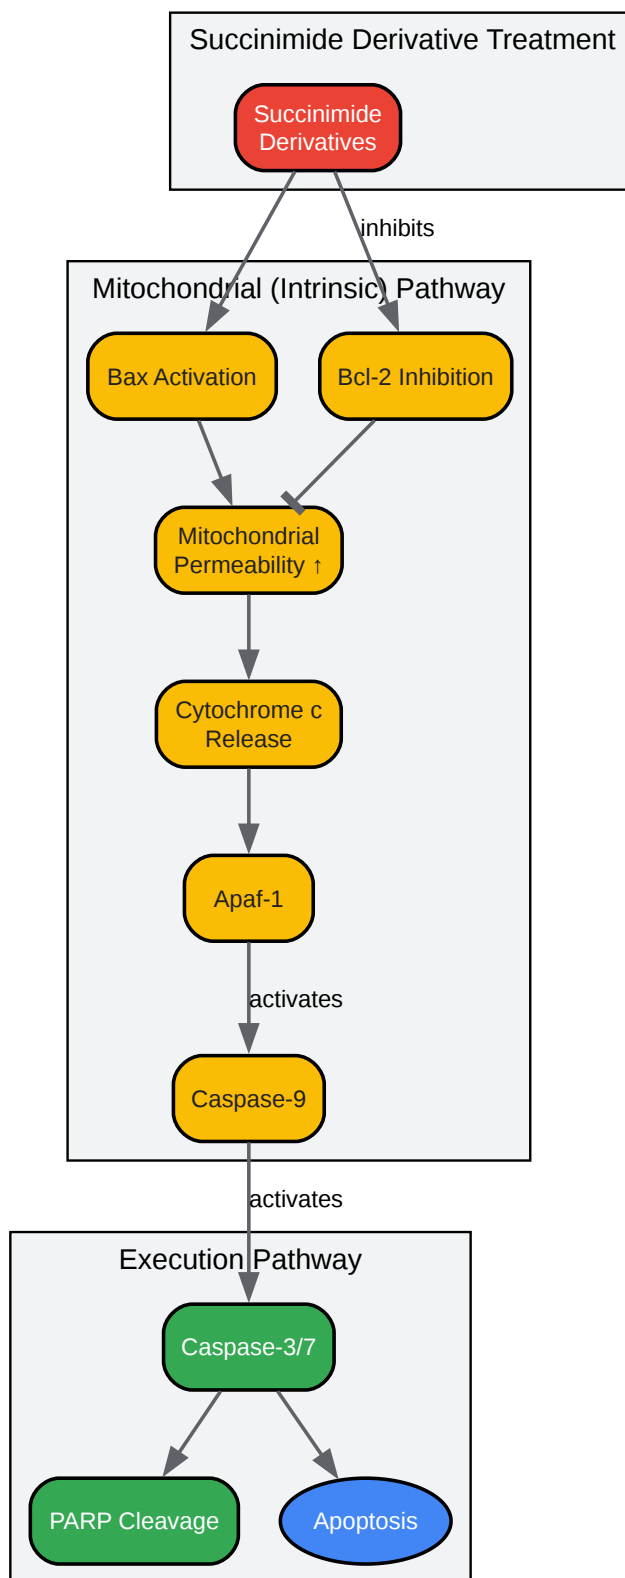 Succinimide Derivative Treatment
Succinimide
Derivatives
inhibits
Mitochondrial (Intrinsic) Pathway
Bax Activation
Bcl-2 Inhibition
Mitochondrial
Permeability ↑
Cytochrome c
Release
Apaf-1
activates
Caspase-9
activates
Execution Pathway
Caspase-3/7
PARP Cleavage
Apoptosis